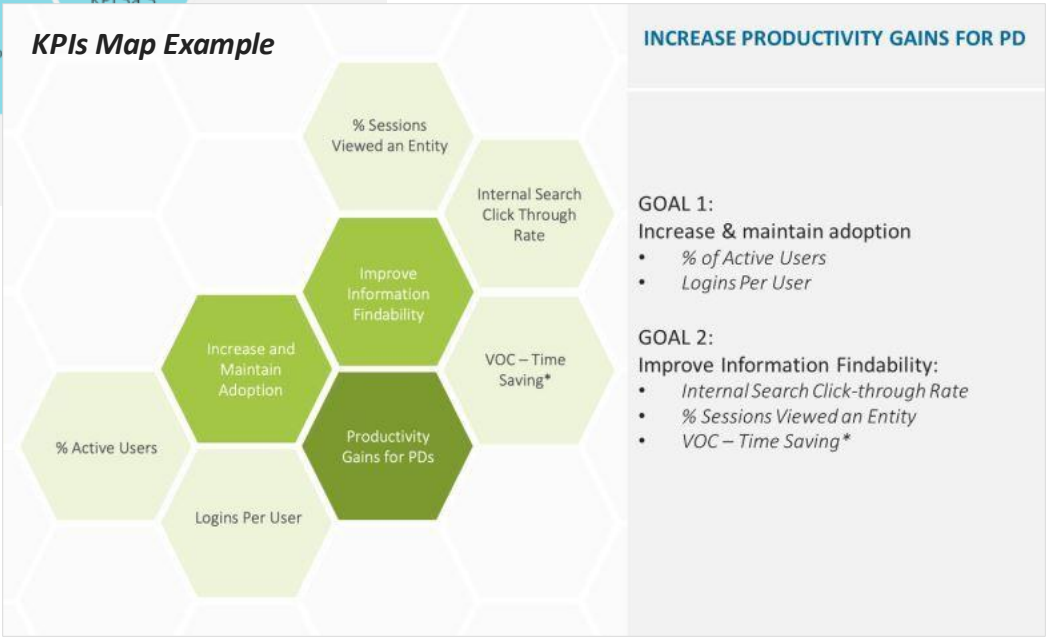 KPIs Map Example
% Sessions
Viewed an Entity
Internal Search
Click Through
Rate
Improve
Information
Findability
Increase and
Maintain
Adoption
VOC – Time
Saving*
% Active Users
Productivity
Gains for PDs
Logins Per User
INCREASE PRODUCTIVITY GAINS FOR PD
GOAL 1:
Increase & maintain adoption
• % of Active Users
• Logins Per User
GOAL 2:
Improve Information Findability:
• Internal Search Click-through Rate
• % Sessions Viewed an Entity
• VOC – Time Saving*